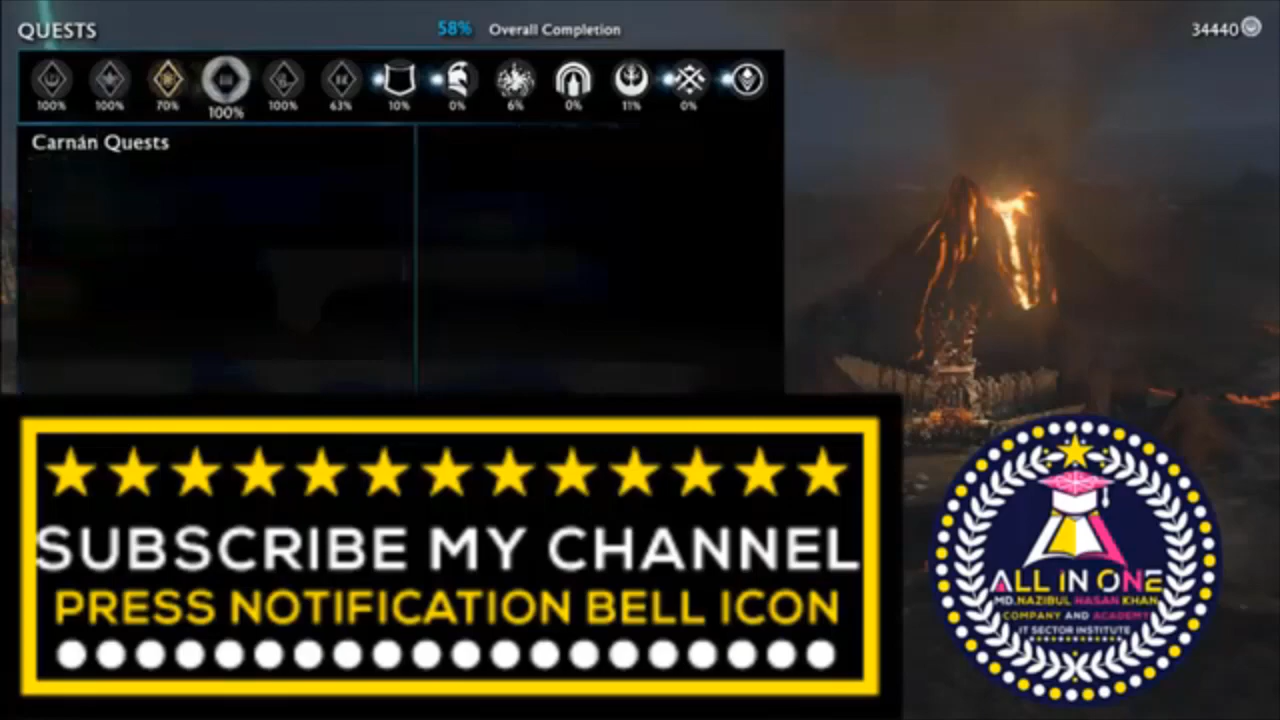 QUESTS
58% Overall Completion
34440
100% 100% 70% 100% 100% 63% 10% 0% 6% 0% 11% 0%
Carnán Quests
SUBSCRIBE MY CHANNEL
PRESS NOTIFICATION BELL ICON
ALL IN ONE
MD.NAZIBUL HASAN KHAN
COMPANY AND ACADEMY
IT SECTOR INSTITUTE